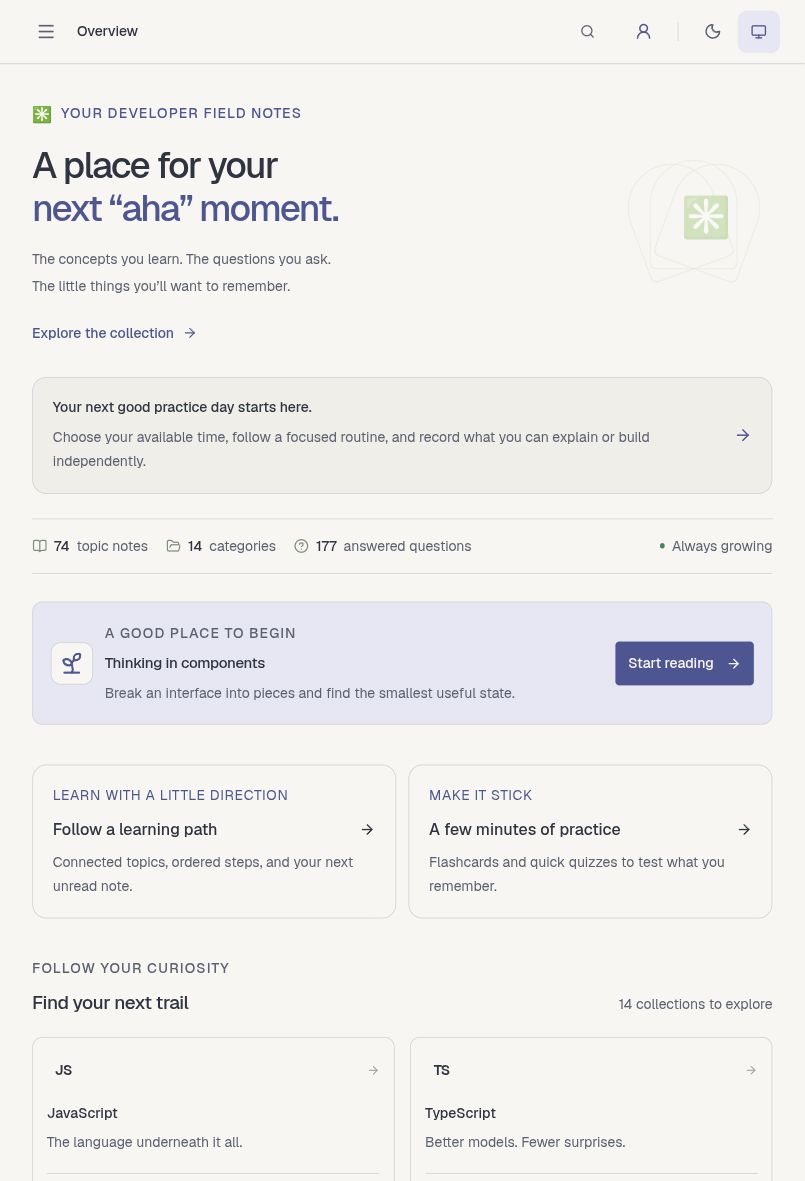 Overview
YOUR DEVELOPER FIELD NOTES
A place for your
next “aha” moment.
The concepts you learn. The questions you ask.
The little things you’ll want to remember.
Explore the collection
Your next good practice day starts here.
Choose your available time, follow a focused routine, and record what you can explain or build
independently.
74 topic notes 14 categories 177 answered questions Always growing
A GOOD PLACE TO BEGIN
Thinking in components
Break an interface into pieces and find the smallest useful state.
Start reading
LEARN WITH A LITTLE DIRECTION
Follow a learning path
Connected topics, ordered steps, and your next
unread note.
MAKE IT STICK
A few minutes of practice
Flashcards and quick quizzes to test what you
remember.
FOLLOW YOUR CURIOSITY
Find your next trail
14 collections to explore
JS
JavaScript
The language underneath it all.
TS
TypeScript
Better models. Fewer surprises.